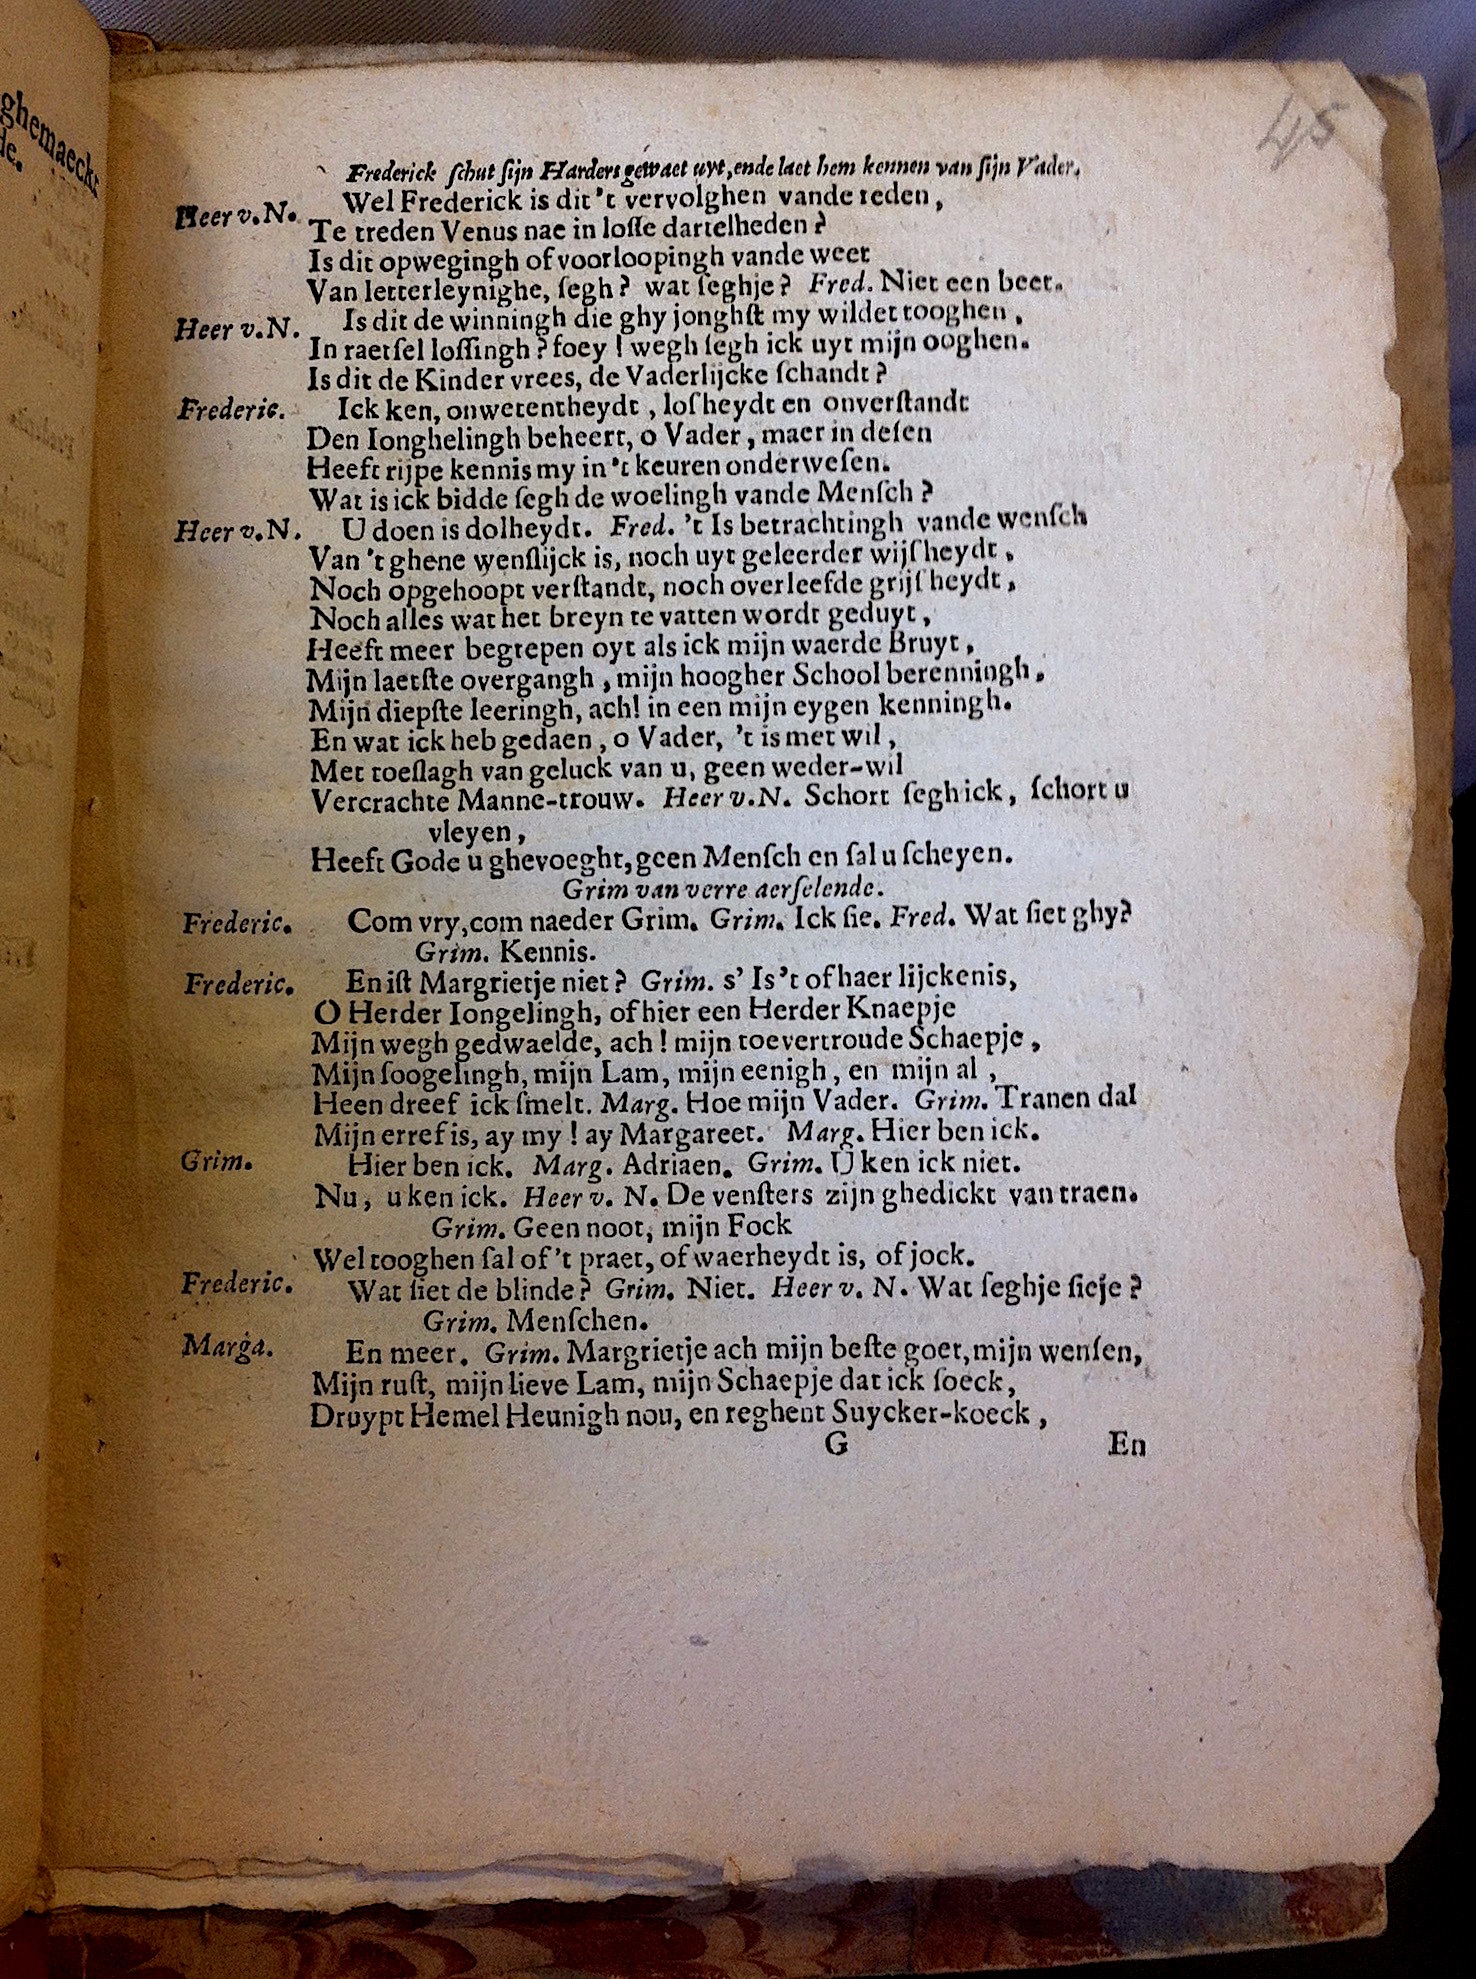 ghemaeckt
de.
45
Frederick ſchut ſijn Harders gewaet uyt, ende laet hem kennen van ſijn Vader.
Heer v. N. Wel Frederick is dit 't vervolghen vande reden,
Te treden Venus nae in loſſe dartelheden?
Is dit opwegingh of voorloopingh vande weet
Van letterleynighe, ſegh? wat ſeghje? Fred. Niet een beet.
Heer v. N. Is dit de winningh die ghy jonghſt my wildet tooghen,
In raetſel loſſingh? foey! wegh ſegh ick uyt mijn ooghen.
Is dit de Kinder vrees, de Vaderlijcke ſchandt?
Frederic. Ick ken, onwetentheydt, loſheydt en onverſtandt
Den Ionghelingh beheert, o Vader, maer in deſen
Heeft rijpe kennis my in 't keuren onderweſen.
Wat is ick bidde ſegh de woelingh vande Menſch?
Heer v. N. U doen is dolheydt. Fred. 't Is betrachtingh vande wenſch
Van 't ghene wenſlijck is, noch uyt geleerder wijſheydt,
Noch opgehoopt verſtandt, noch overleefde grijſheydt,
Noch alles wat het breyn te vatten wordt geduyt,
Heeft meer begrepen oyt als ick mijn waerde Bruyt,
Mijn laetſte overgangh, mijn hoogher School berenningh,
Mijn diepſte leeringh, ach! in een mijn eygen kenningh.
En wat ick heb gedaen, o Vader, 't is met wil,
Met toeſlagh van geluck van u, geen weder-wil
Vercrachte Manne-trouw. Heer v. N. Schort ſegh ick, ſchort u
vleyen,
Heeft Gode u ghevoeght, geen Menſch en ſal u ſcheyen.
Grim van verre aerſelende.
Frederic. Com vry, com naeder Grim. Grim. Ick ſie. Fred. Wat ſiet ghy?
Grim. Kennis.
Frederic. En iſt Margrietje niet? Grim. s' Is 't of haer lijckenis,
O Herder Iongelingh, of hier een Herder Knaepje
Mijn wegh gedwaelde, ach! mijn toevertroude Schaepje,
Mijn ſoogelingh, mijn Lam, mijn eenigh, en mijn al,
Heen dreef ick ſmelt. Marg. Hoe mijn Vader. Grim. Tranen dal
Mijn erref is, ay my! ay Margareet. Marg. Hier ben ick.
Grim. Hier ben ick. Marg. Adriaen. Grim. U ken ick niet.
Nu, u ken ick. Heer v. N. De venſters zijn ghedickt van traen.
Grim. Geen noot, mijn Fock
Wel tooghen ſal of 't praet, of waerheydt is, of jock.
Frederic. Wat ſiet de blinde? Grim. Niet. Heer v. N. Wat ſeghje ſieje?
Grim. Menſchen.
Marga. En meer. Grim. Margrietje ach mijn beſte goet, mijn wenſen,
Mijn ruſt, mijn lieve Lam, mijn Schaepje dat ick ſoeck,
Druypt Hemel Heunigh nou, en reghent Suycker-koeck,
G En